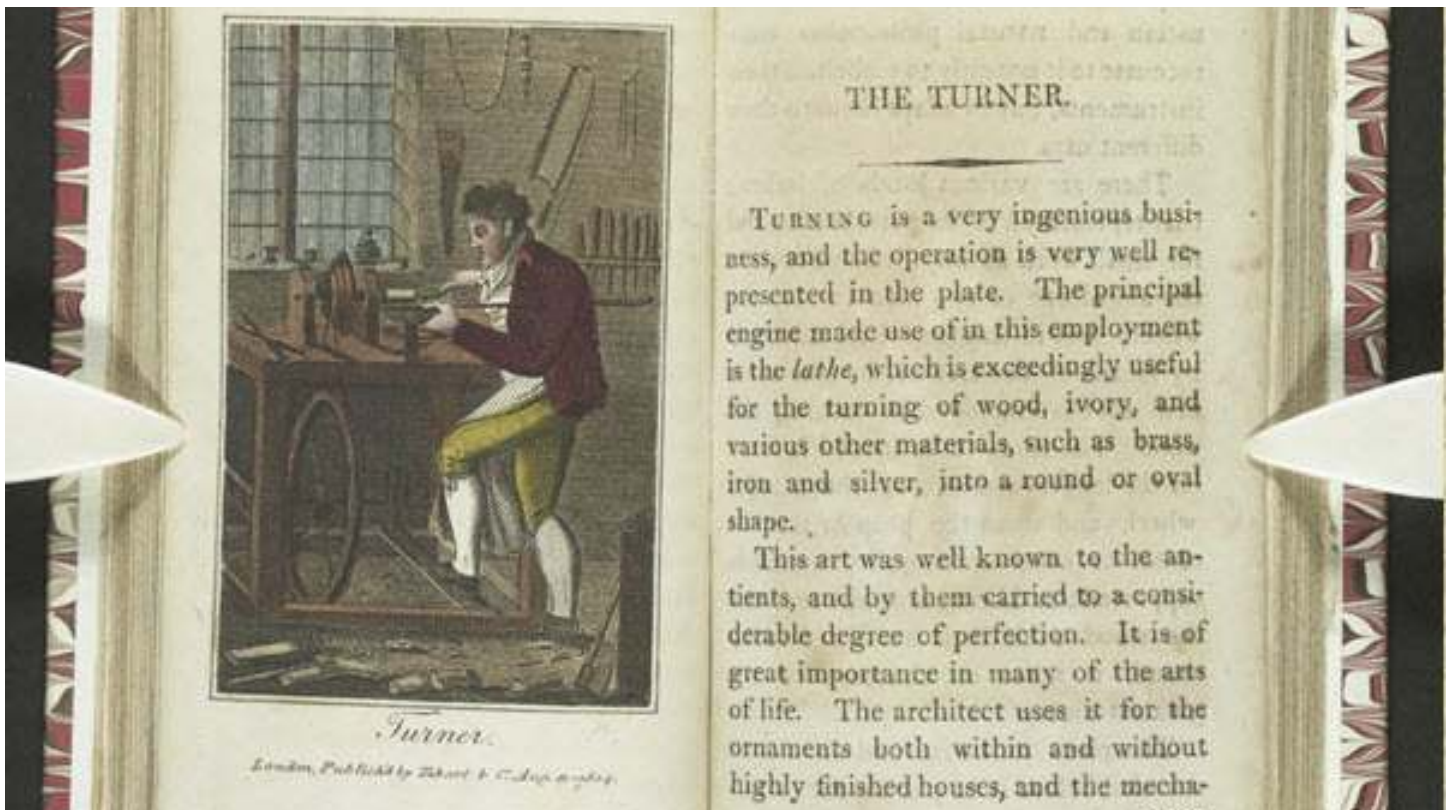 Turner.
London, Publish'd by Tabart & C. Aug.
THE TURNER.
TURNING is a very ingenious busi-
ness, and the operation is very well re-
presented in the plate. The principal
engine made use of in this employment
is the lathe, which is exceedingly useful
for the turning of wood, ivory, and
various other materials, such as brass,
iron and silver, into a round or oval
shape.
This art was well known to the an-
tients, and by them carried to a consi-
derable degree of perfection. It is of
great importance in many of the arts
of life. The architect uses it for the
ornaments both within and without
highly finished houses, and the mecha-